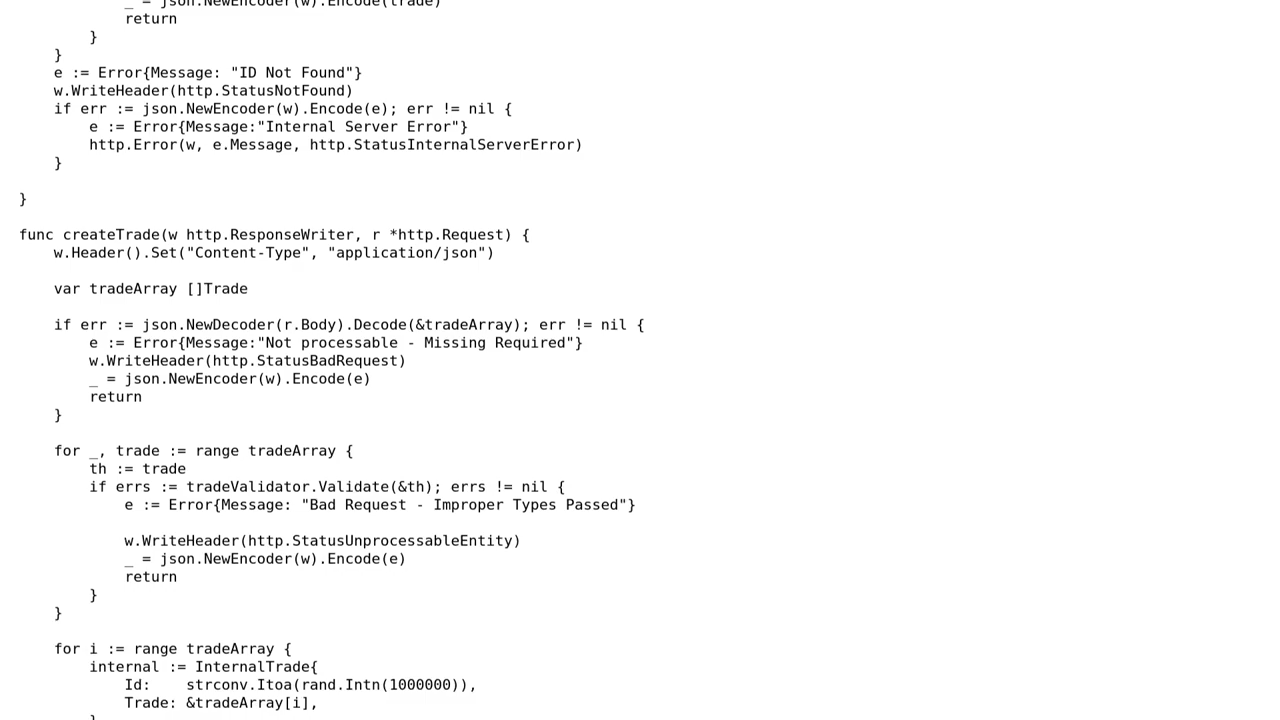 _ = json.NewEncoder(w).Encode(trade)
            return
        }
    }
    e := Error{Message: "ID Not Found"}
    w.WriteHeader(http.StatusNotFound)
    if err := json.NewEncoder(w).Encode(e); err != nil {
        e := Error{Message:"Internal Server Error"}
        http.Error(w, e.Message, http.StatusInternalServerError)
    }

}

func createTrade(w http.ResponseWriter, r *http.Request) {
    w.Header().Set("Content-Type", "application/json")

    var tradeArray []Trade

    if err := json.NewDecoder(r.Body).Decode(&tradeArray); err != nil {
        e := Error{Message:"Not processable - Missing Required"}
        w.WriteHeader(http.StatusBadRequest)
        _ = json.NewEncoder(w).Encode(e)
        return
    }

    for _, trade := range tradeArray {
        th := trade
        if errs := tradeValidator.Validate(&th); errs != nil {
            e := Error{Message: "Bad Request - Improper Types Passed"}

            w.WriteHeader(http.StatusUnprocessableEntity)
            _ = json.NewEncoder(w).Encode(e)
            return
        }
    }

    for i := range tradeArray {
        internal := InternalTrade{
            Id:    strconv.Itoa(rand.Intn(1000000)),
            Trade: &tradeArray[i],
        }